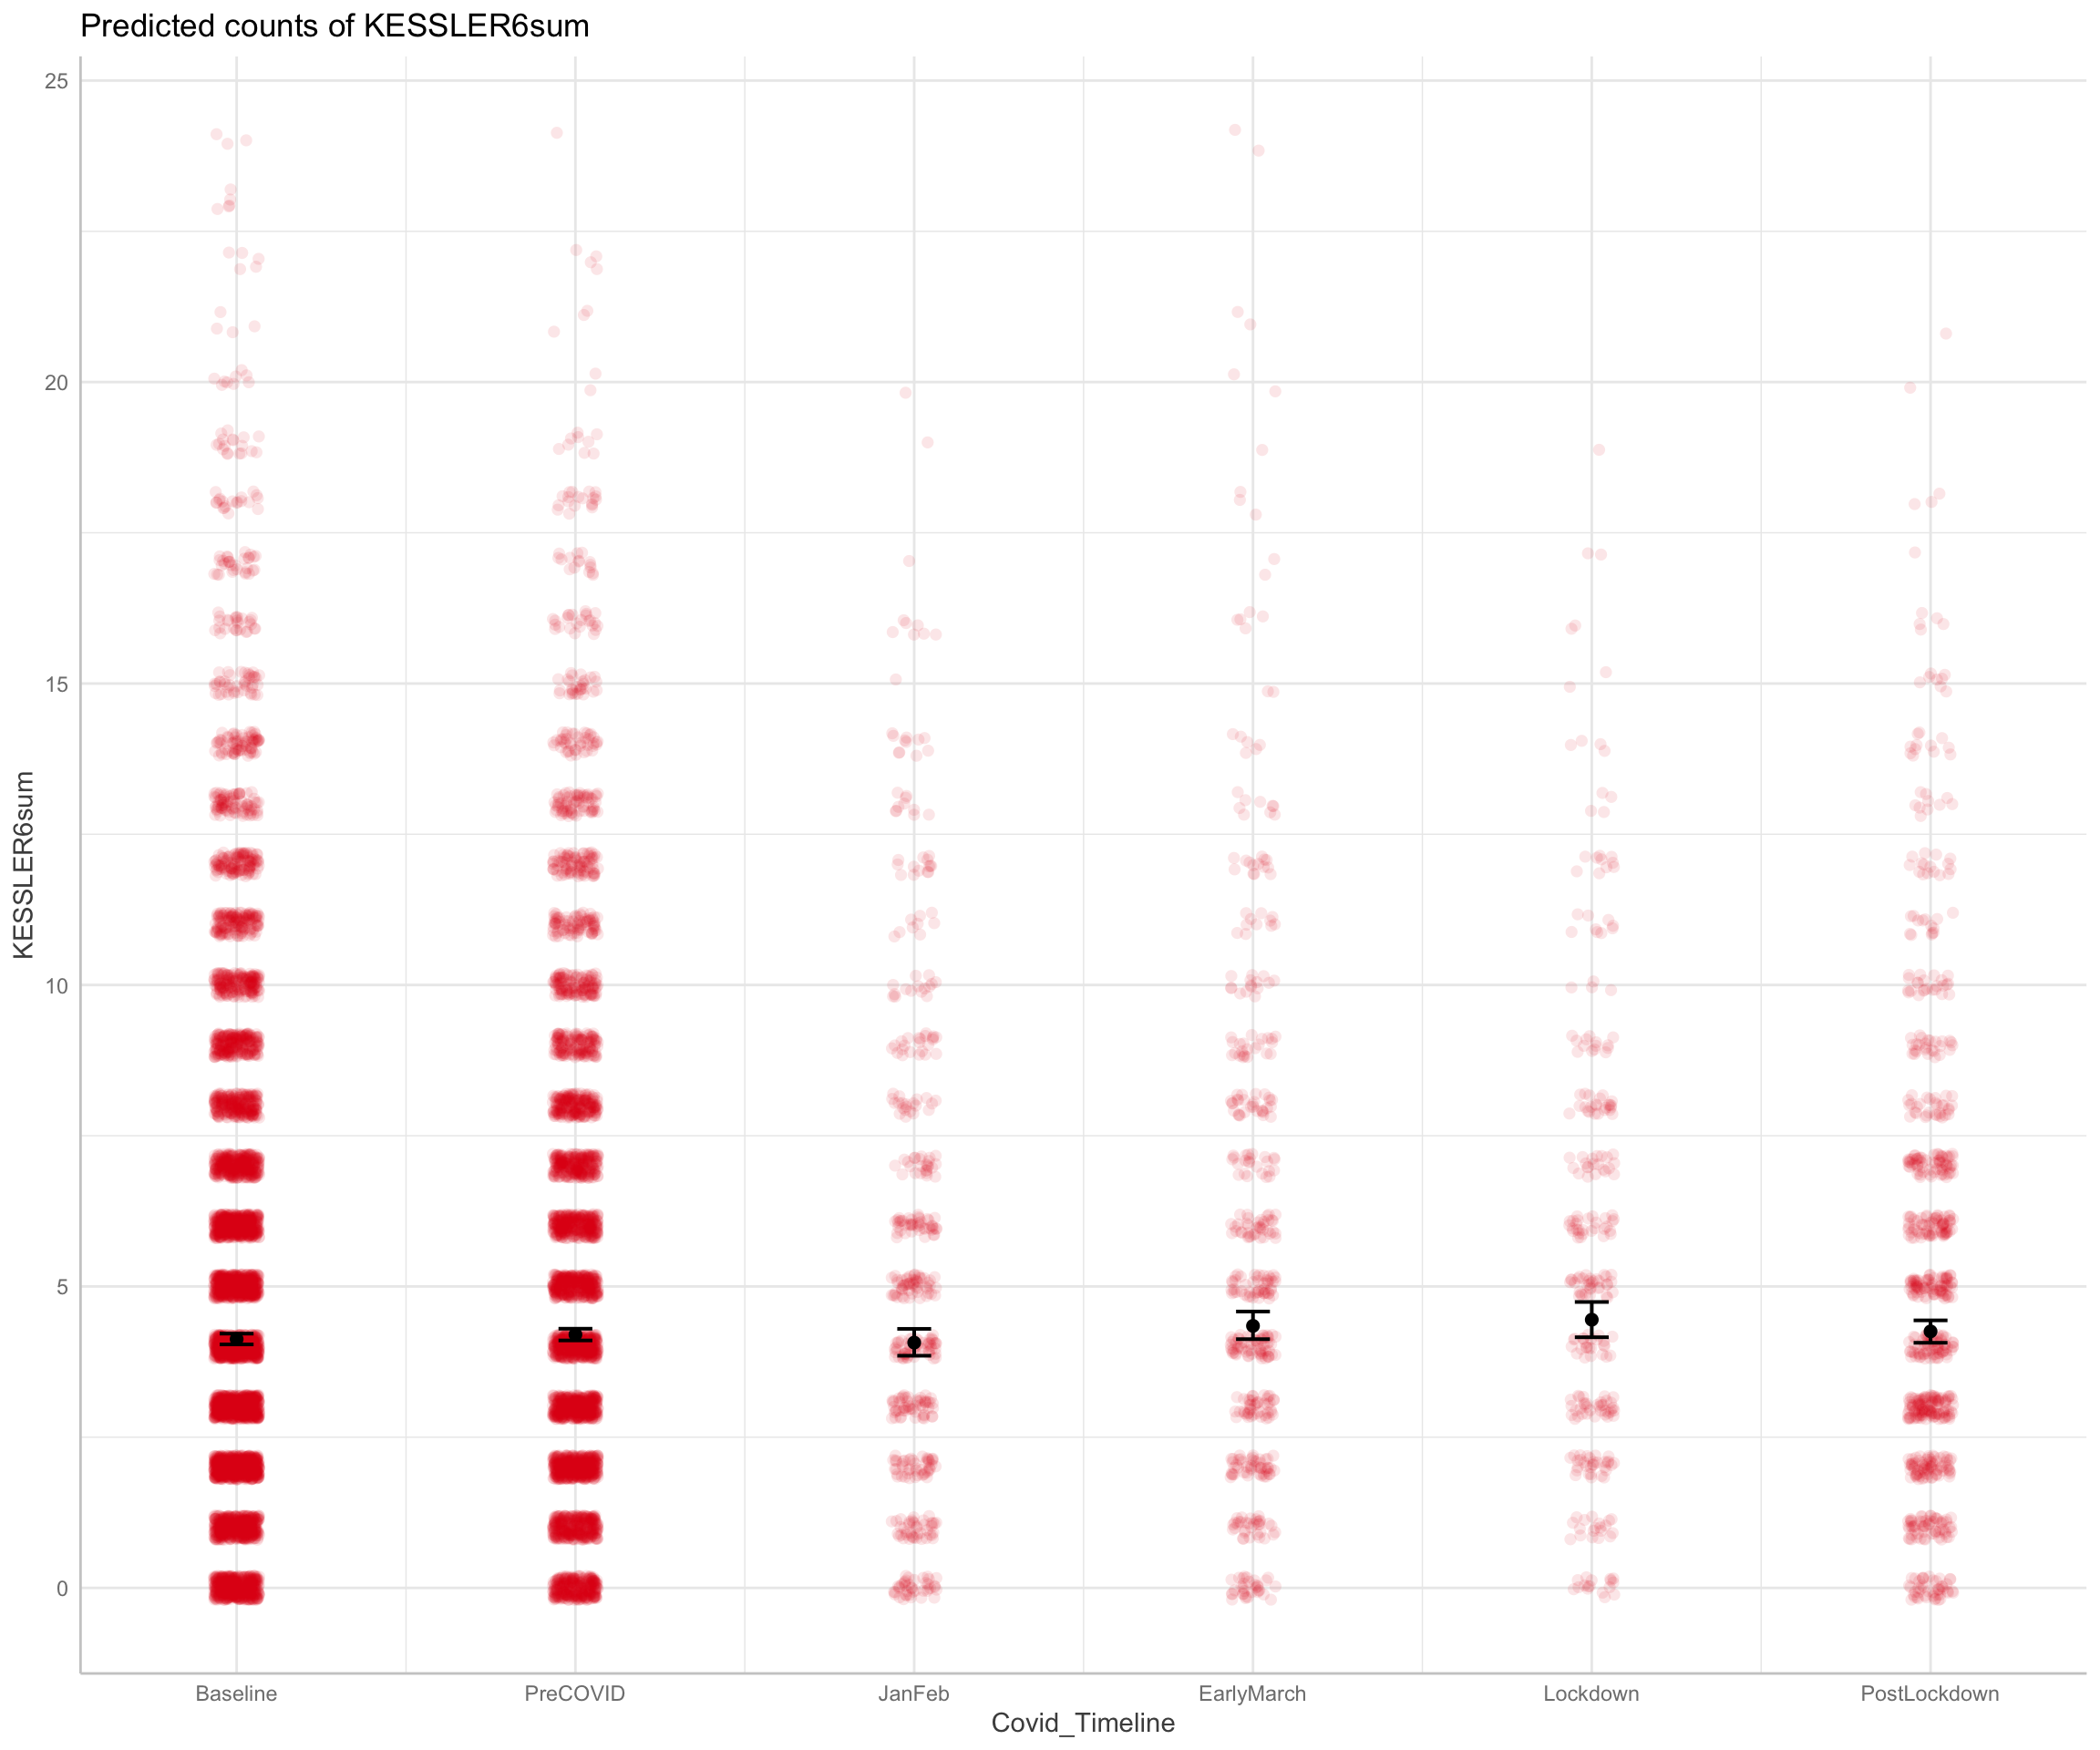 Predicted counts of KESSLER6sum
25
20
15
10
5
0
KESSLER6sum
Baseline PreCOVID JanFeb EarlyMarch Lockdown PostLockdown
Covid_Timeline